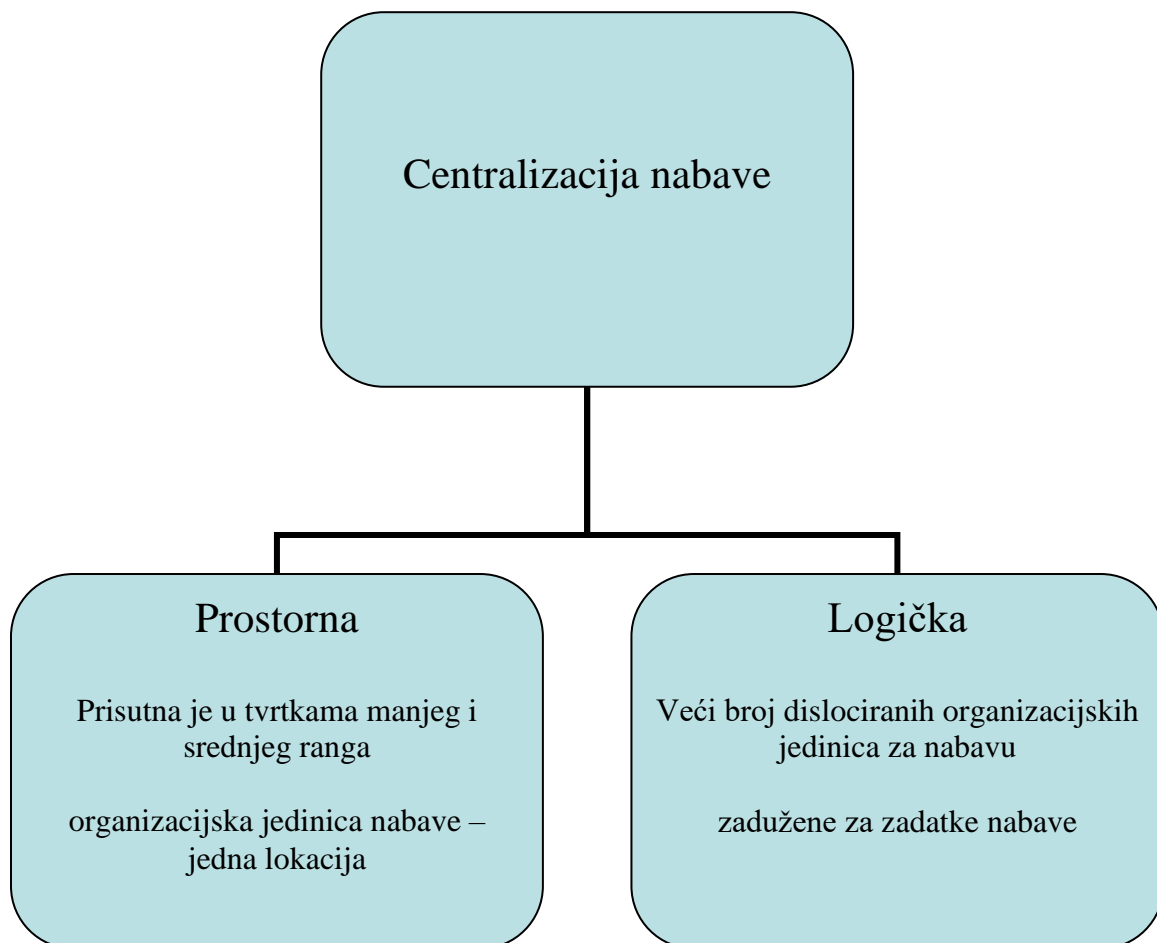 Centralizacija nabave
Prostorna
Prisutna je u tvrtkama manjeg i
srednjeg ranga
organizacijska jedinica nabave –
jedna lokacija
Logička
Veći broj dislociranih organizacijskih
jedinica za nabavu
zadužene za zadatke nabave